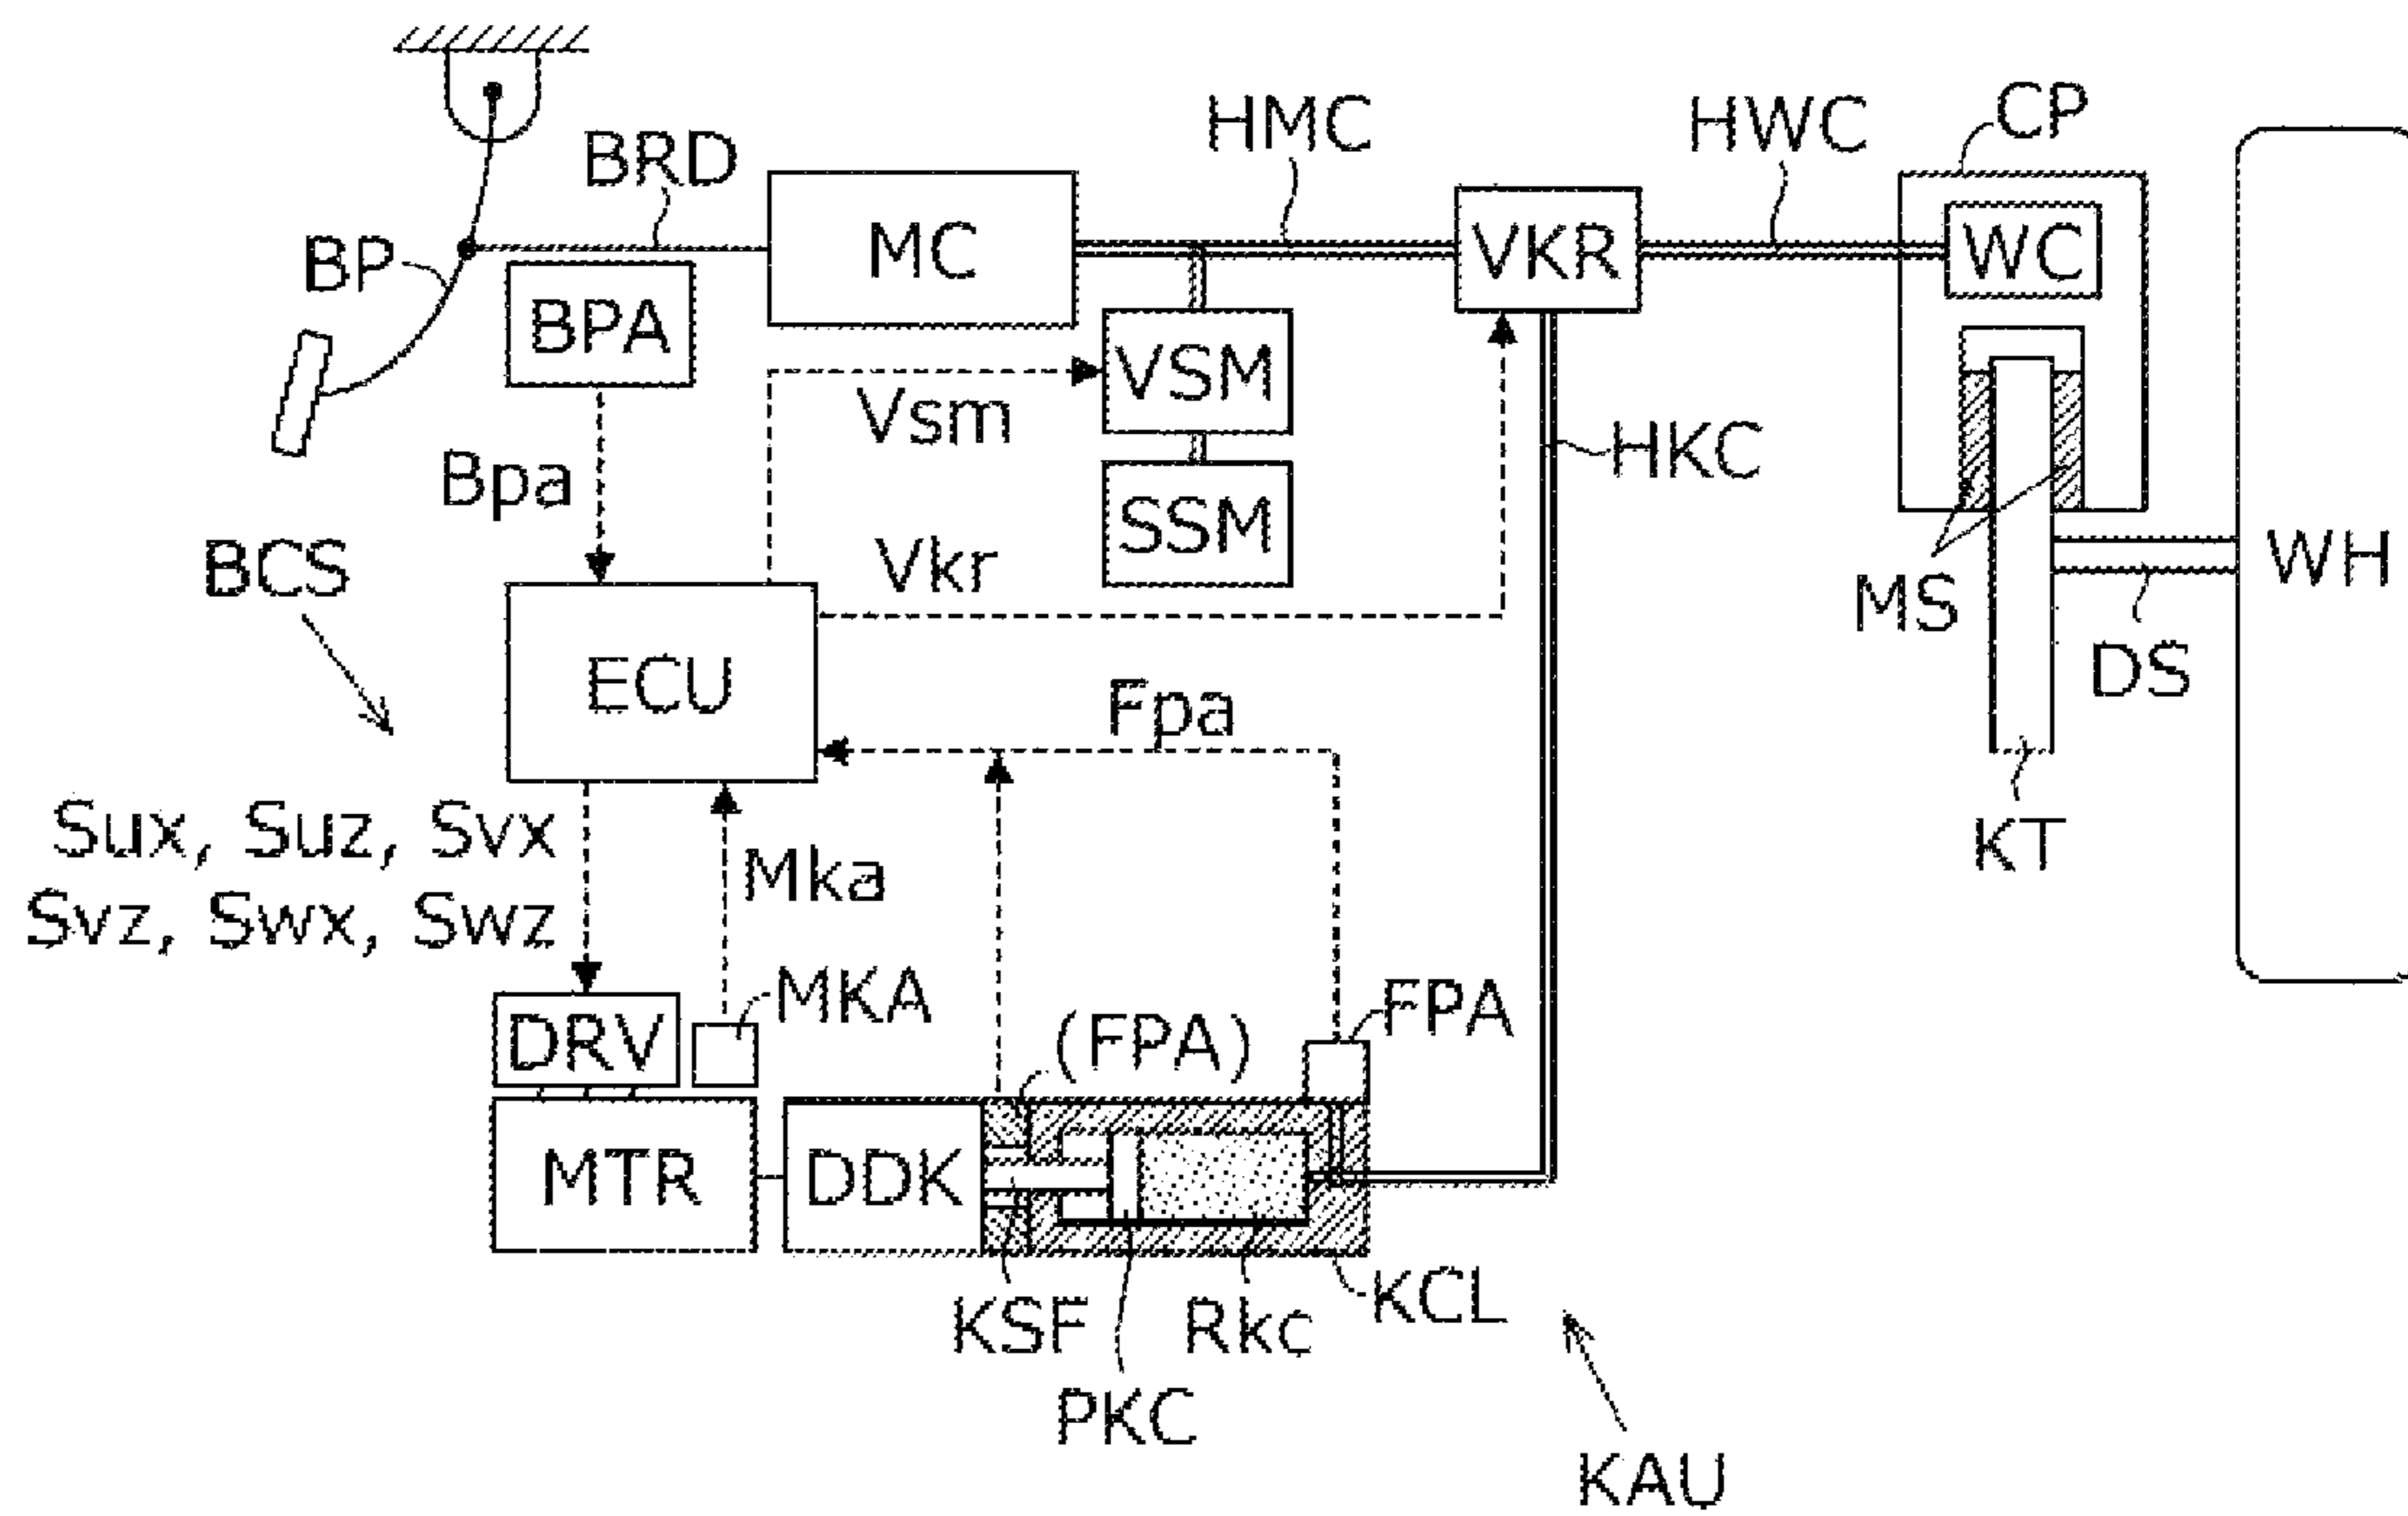 BRD
HMC
HWC
CP
BP
MC
VKR
WC
BPA
VSM
Vsm
HKC
Bpa
SSM
BCS
Vkr
WH
MS
ECU
DS
Fpa
KT
Sux, Suz, Svx
Svz, Swx, Swz
Mka
MKA
DRV
(FPA)
FPA
MTR
DDK
KSF
Rkc
KCL
PKC
KAU